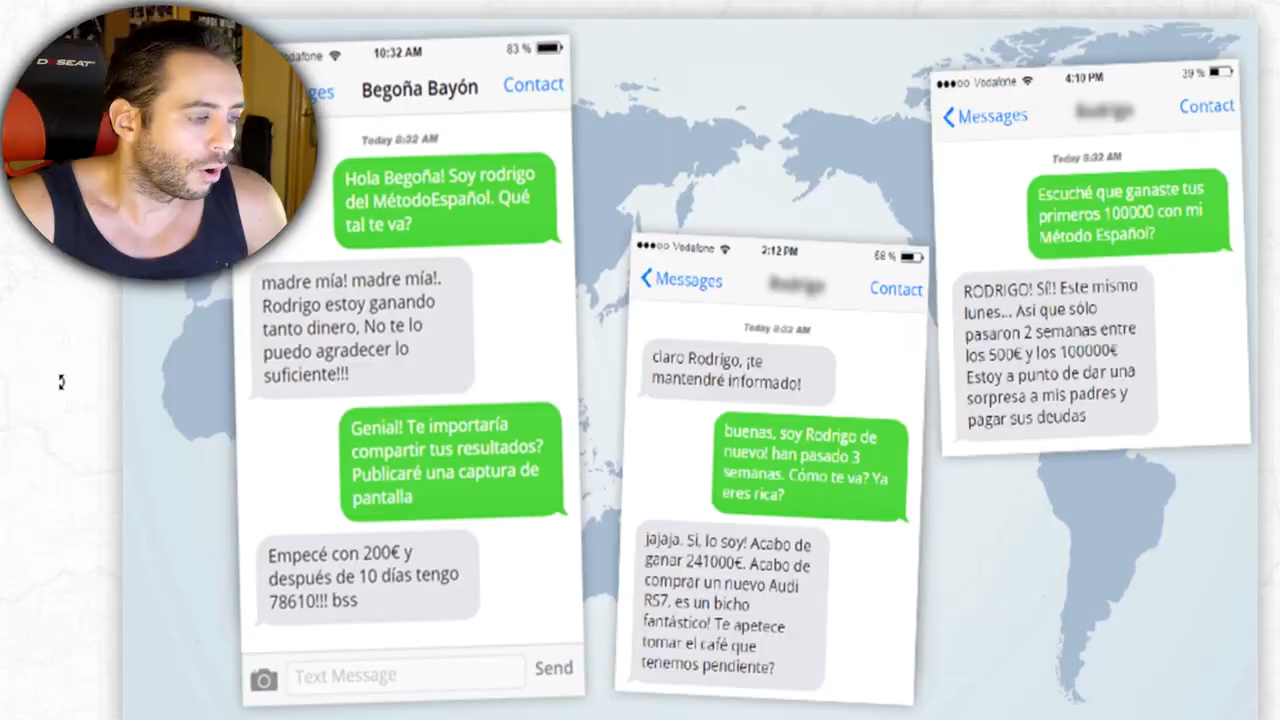 DXSEAT
dafone
10:32 AM
83 %
ges
Begoña Bayón
Contact
Today 8:32 AM
Hola Begoña! Soy rodrigo
del MétodoEspañol. Qué
tal te va?
madre mía! madre mía!.
Rodrigo estoy ganando
tanto dinero, No te lo
puedo agradecer lo
suficiente!!!
Genial! Te importaría
compartir tus resultados?
Publicaré una captura de
pantalla
Empecé con 200€ y
después de 10 días tengo
78610!!! bss
Text Message
Send
Vodafone
2:12 PM
68 %
Messages
Rodrigo
Contact
Today 8:32 AM
claro Rodrigo, ¡te
mantendré informado!
buenas, soy Rodrigo de
nuevo! han pasado 3
semanas. Cómo te va? Ya
eres rica?
jajaja. Si, lo soy! Acabo de
ganar 241000€. Acabo de
comprar un nuevo Audi
RS7, es un bicho
fantástico! Te apetece
tomar el café que
tenemos pendiente?
Vodafone
4:10 PM
39 %
Messages
Rodrigo
Contact
Today 8:32 AM
Escuché que ganaste tus
primeros 100000 con mi
Método Español?
RODRIGO! Sí!! Este mismo
lunes... Asi que sólo
pasaron 2 semanas entre
los 500€ y los 100000€
Estoy a punto de dar una
sorpresa a mis padres y
pagar sus deudas